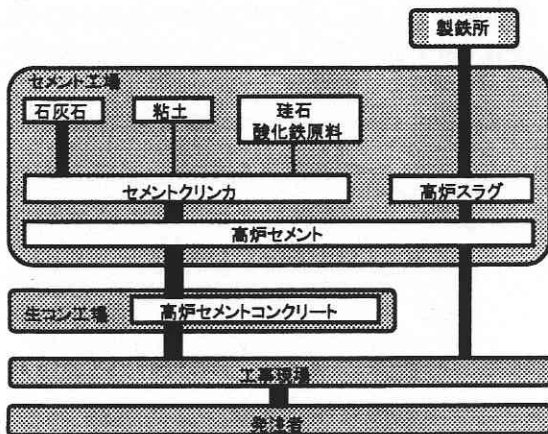 製鉄所
セメント工場
石灰石
粘土
珪石
酸化鉄原料
セメントクリンカ
高炉スラグ
高炉セメント
生コン工場
高炉セメントコンクリート
工事現場
発注者